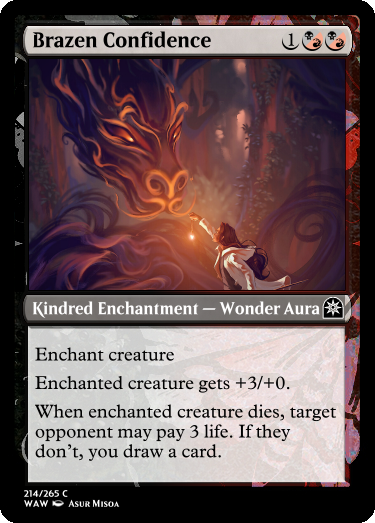 Brazen Confidence 1
Kindred Enchantment — Wonder Aura
Enchant creature
Enchanted creature gets +3/+0.
When enchanted creature dies, target
opponent may pay 3 life. If they
don't, you draw a card.
214/265 C
WAW Asur Misoa